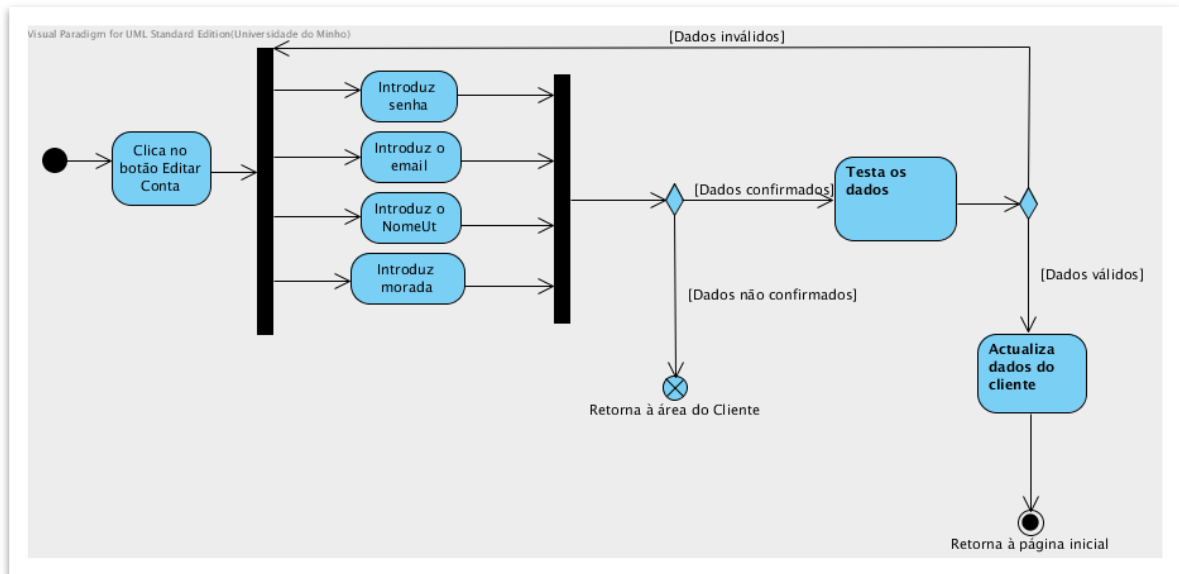 Visual Paradigm for UML Standard Edition(Universidade do Minho)
[Dados inválidos]
Clica no
botão Editar
Conta
Introduz
senha
Introduz o
email
Introduz o
NomeUt
Introduz
morada
[Dados confirmados]
Testa os
dados
[Dados não confirmados]
[Dados válidos]
Actualiza
dados do
cliente
Retorna à área do Cliente
Retorna à página inicial